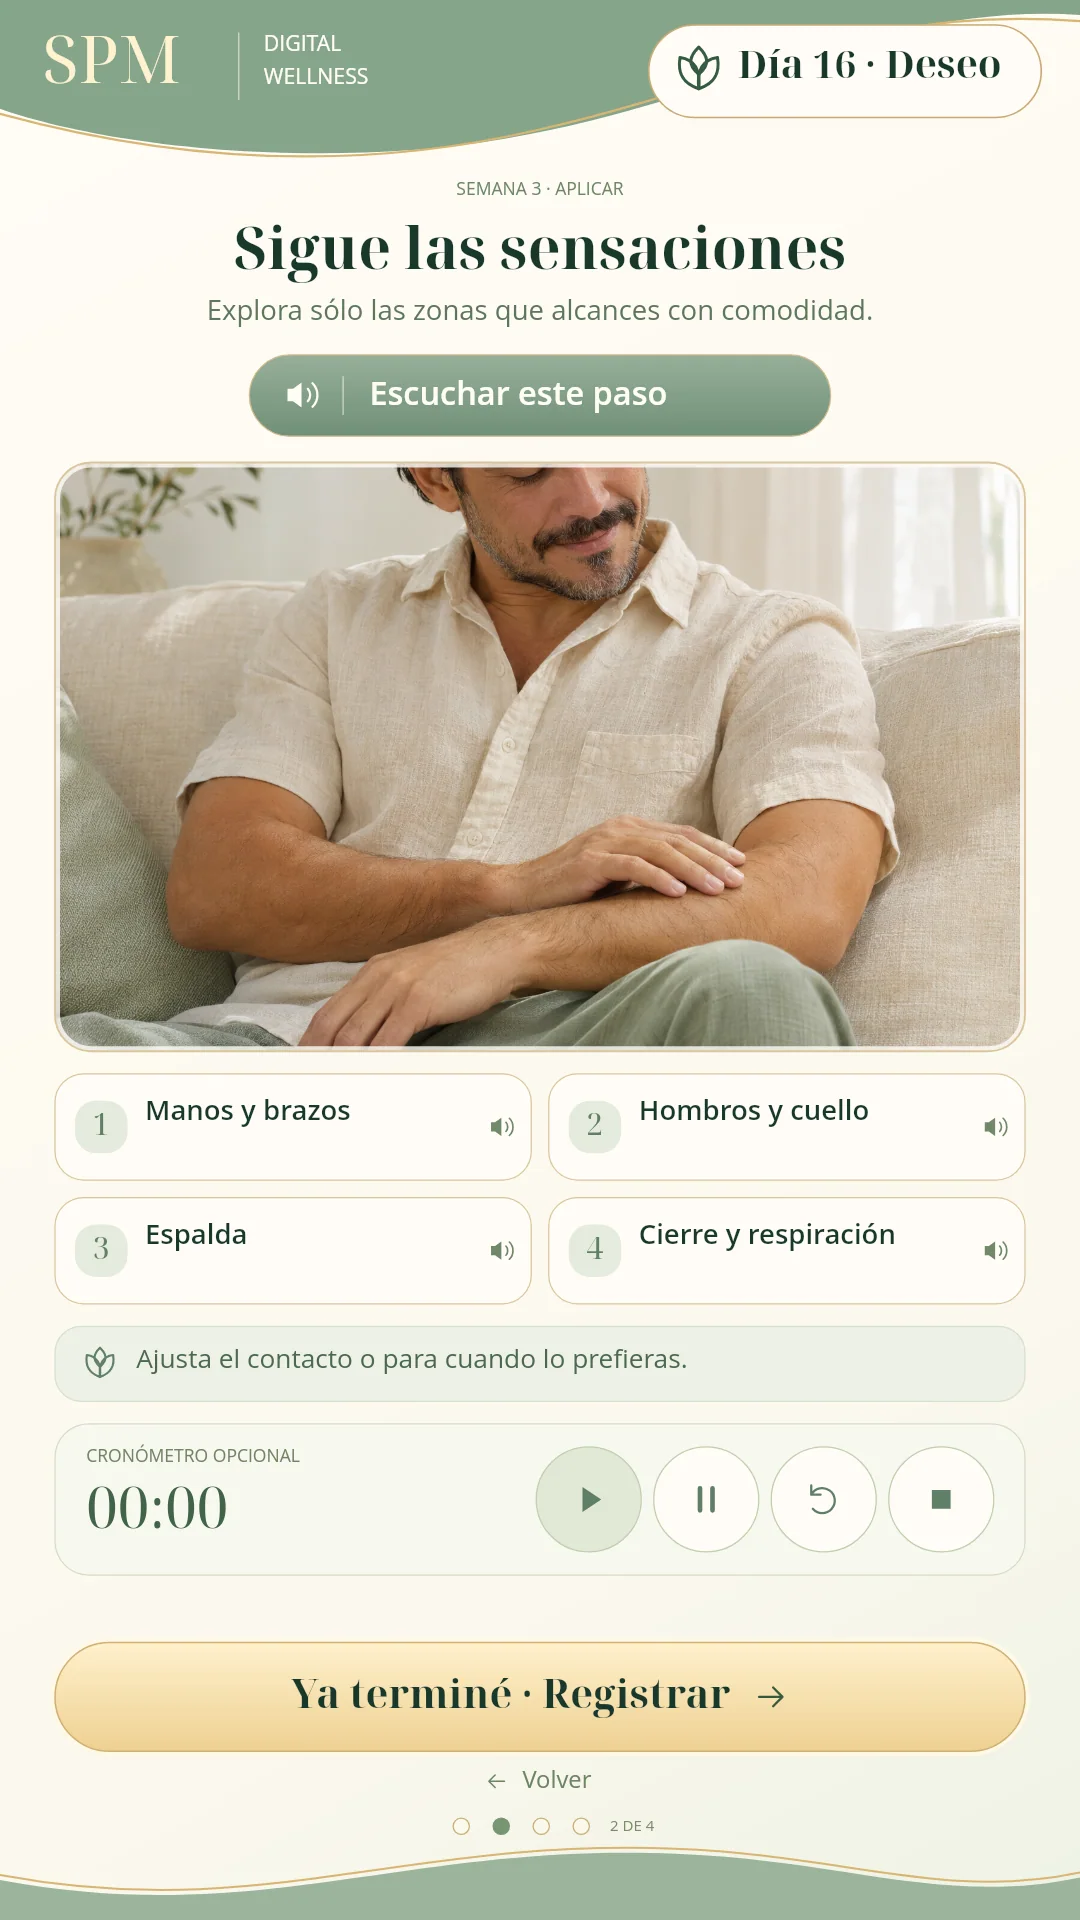 SPM
DIGITAL
WELLNESS
Día 16 · Deseo
SEMANA 3 · APLICAR
Sigue las sensaciones
Explora sólo las zonas que alcances con comodidad.
Escuchar este paso
1 Manos y brazos
2 Hombros y cuello
3 Espalda
4 Cierre y respiración
Ajusta el contacto o para cuando lo prefieras.
CRONÓMETRO OPCIONAL
00:00
Ya terminé · Registrar →
← Volver
2 DE 4